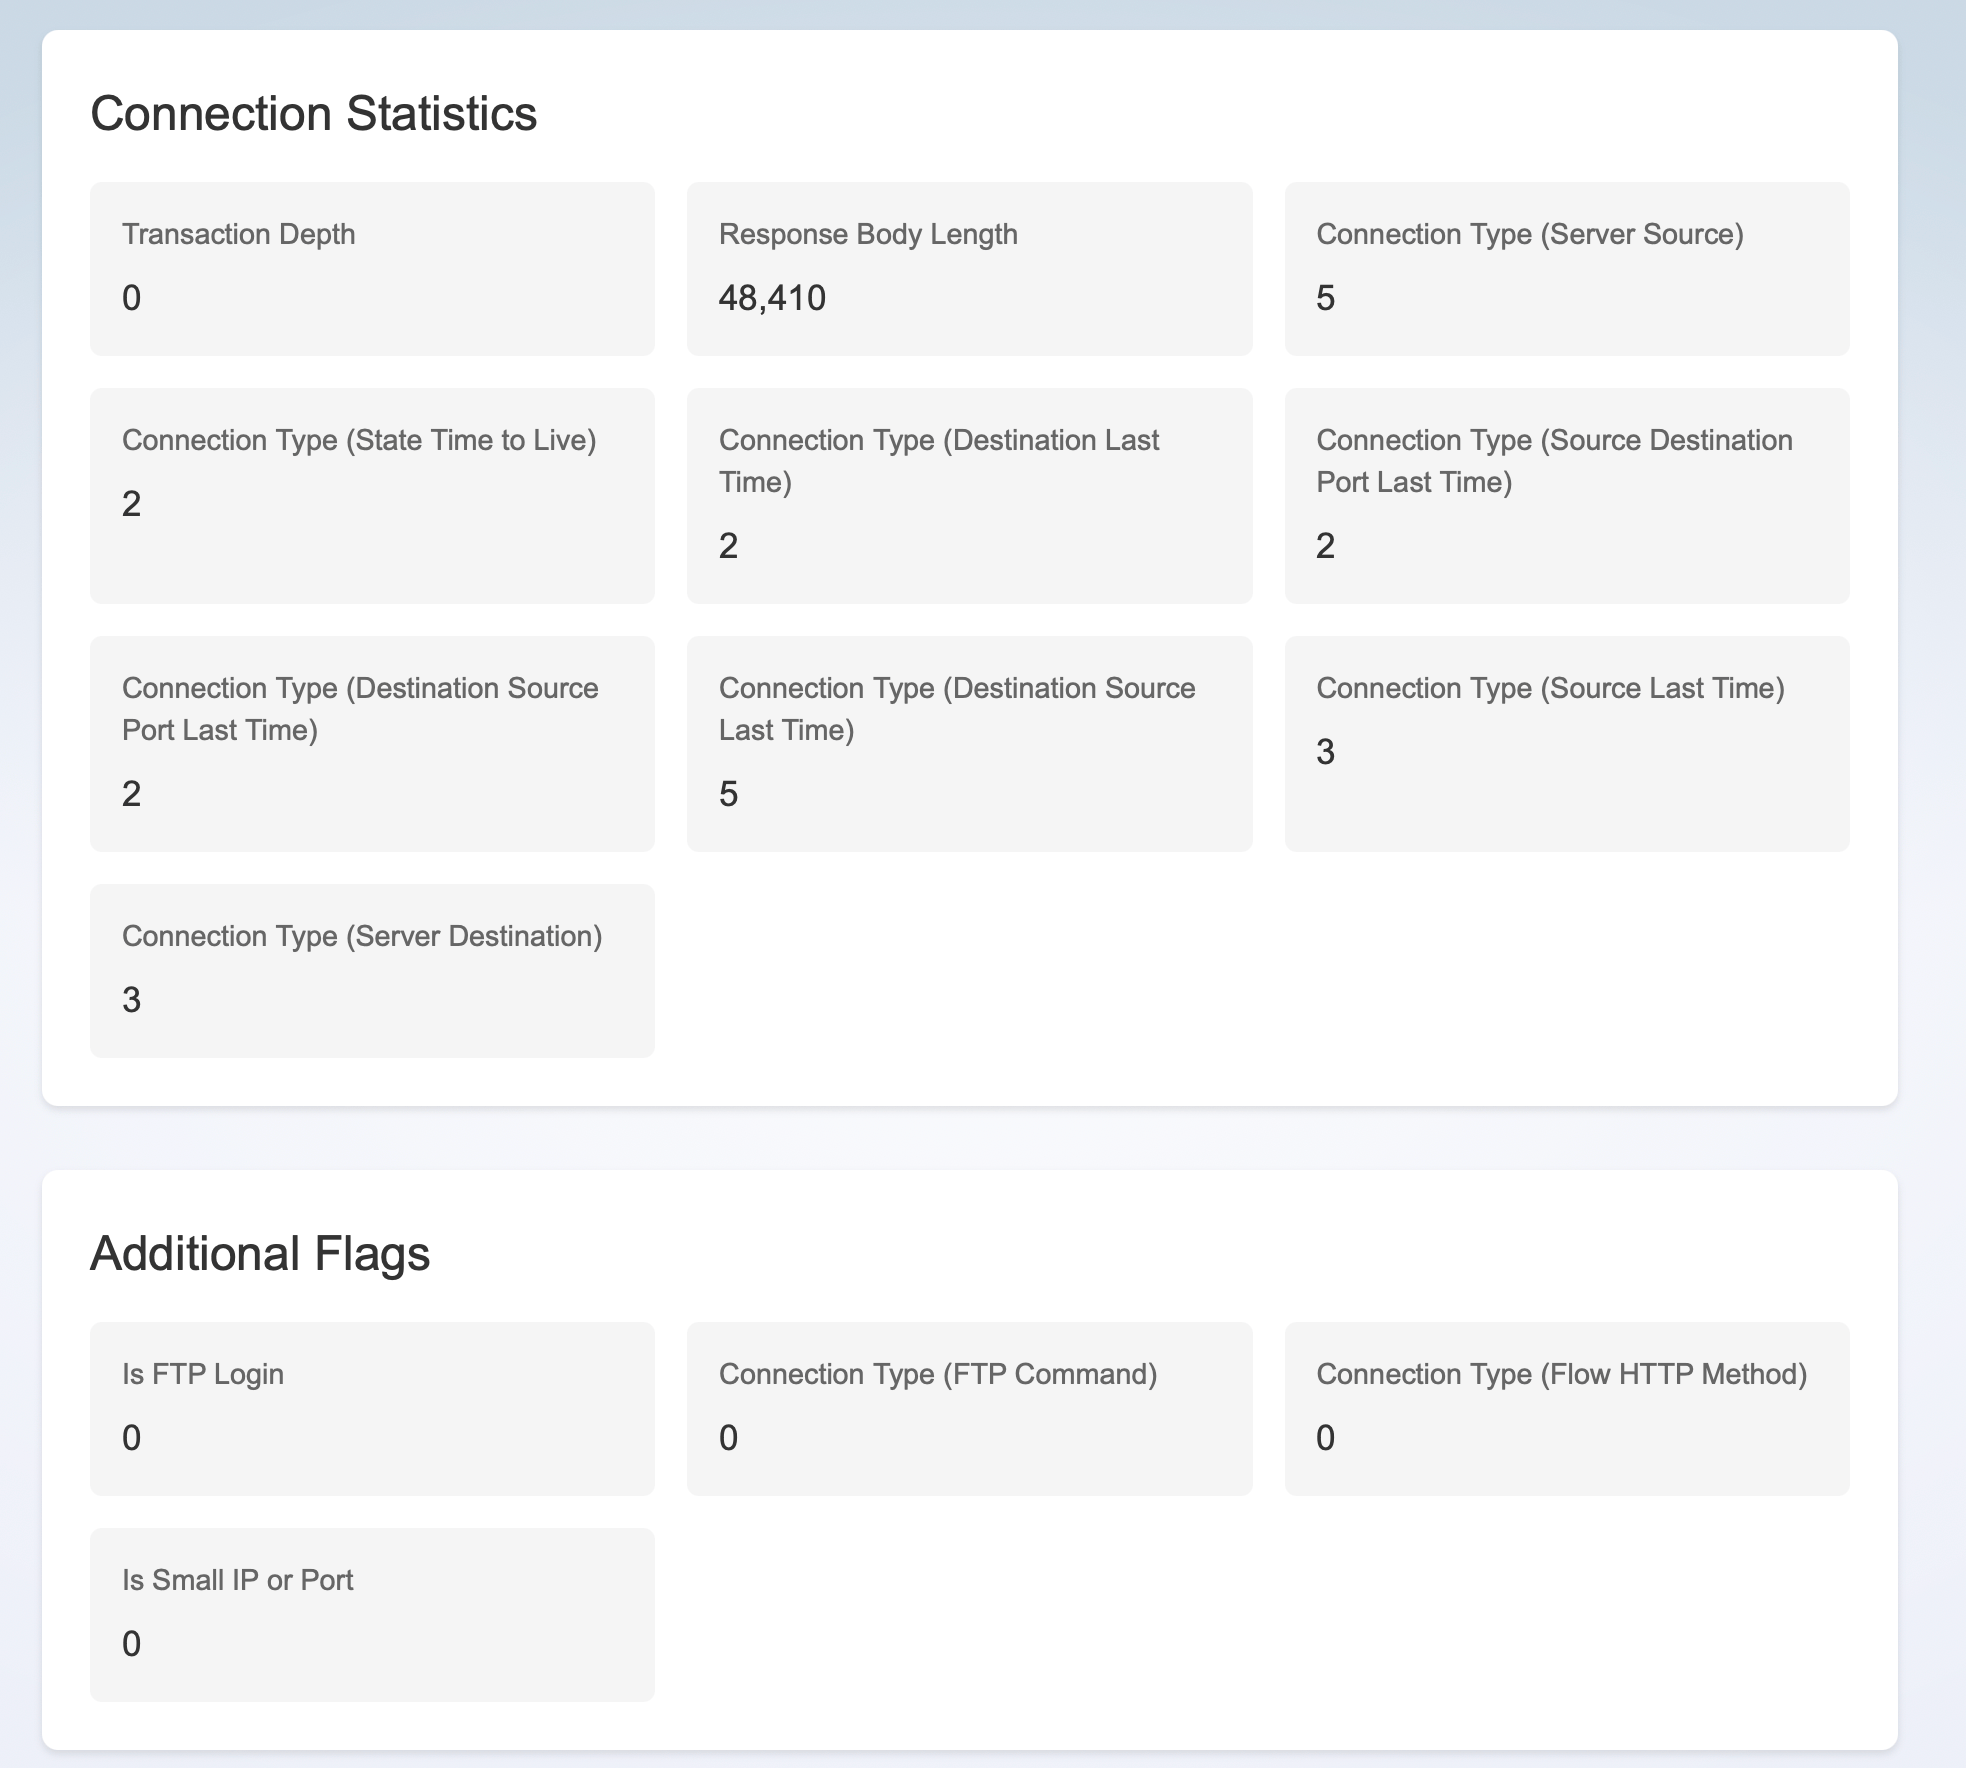 Connection Statistics
Transaction Depth
0
Response Body Length
48,410
Connection Type (Server Source)
5
Connection Type (State Time to Live)
2
Connection Type (Destination Last
Time)
2
Connection Type (Source Destination
Port Last Time)
2
Connection Type (Destination Source
Port Last Time)
2
Connection Type (Destination Source
Last Time)
5
Connection Type (Source Last Time)
3
Connection Type (Server Destination)
3
Additional Flags
Is FTP Login
0
Connection Type (FTP Command)
0
Connection Type (Flow HTTP Method)
0
Is Small IP or Port
0